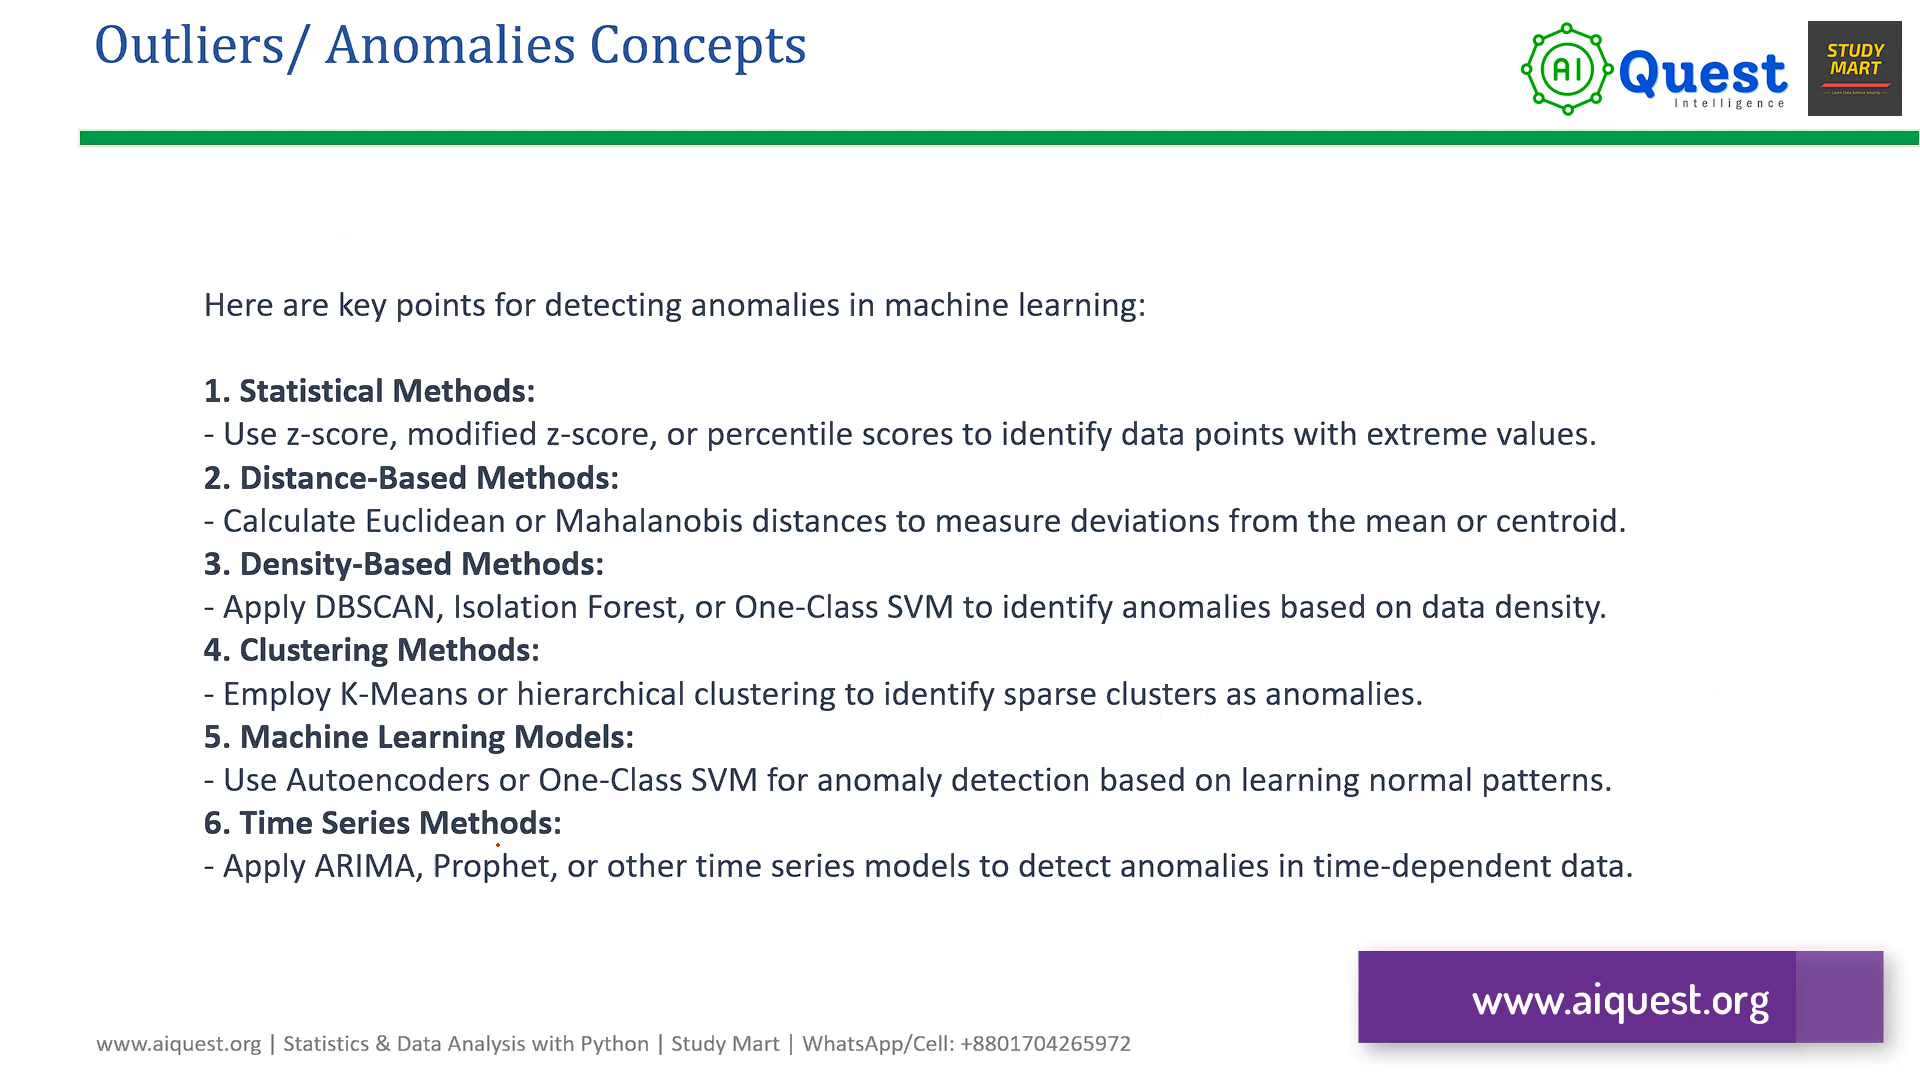 Outliers/ Anomalies Concepts
AI Quest
Intelligence
STUDY
MART
Here are key points for detecting anomalies in machine learning:
1. Statistical Methods:
- Use z-score, modified z-score, or percentile scores to identify data points with extreme values.
2. Distance-Based Methods:
- Calculate Euclidean or Mahalanobis distances to measure deviations from the mean or centroid.
3. Density-Based Methods:
- Apply DBSCAN, Isolation Forest, or One-Class SVM to identify anomalies based on data density.
4. Clustering Methods:
- Employ K-Means or hierarchical clustering to identify sparse clusters as anomalies.
5. Machine Learning Models:
- Use Autoencoders or One-Class SVM for anomaly detection based on learning normal patterns.
6. Time Series Methods:
- Apply ARIMA, Prophet, or other time series models to detect anomalies in time-dependent data.
www.aiquest.org
www.aiquest.org | Statistics & Data Analysis with Python | Study Mart | WhatsApp/Cell: +8801704265972